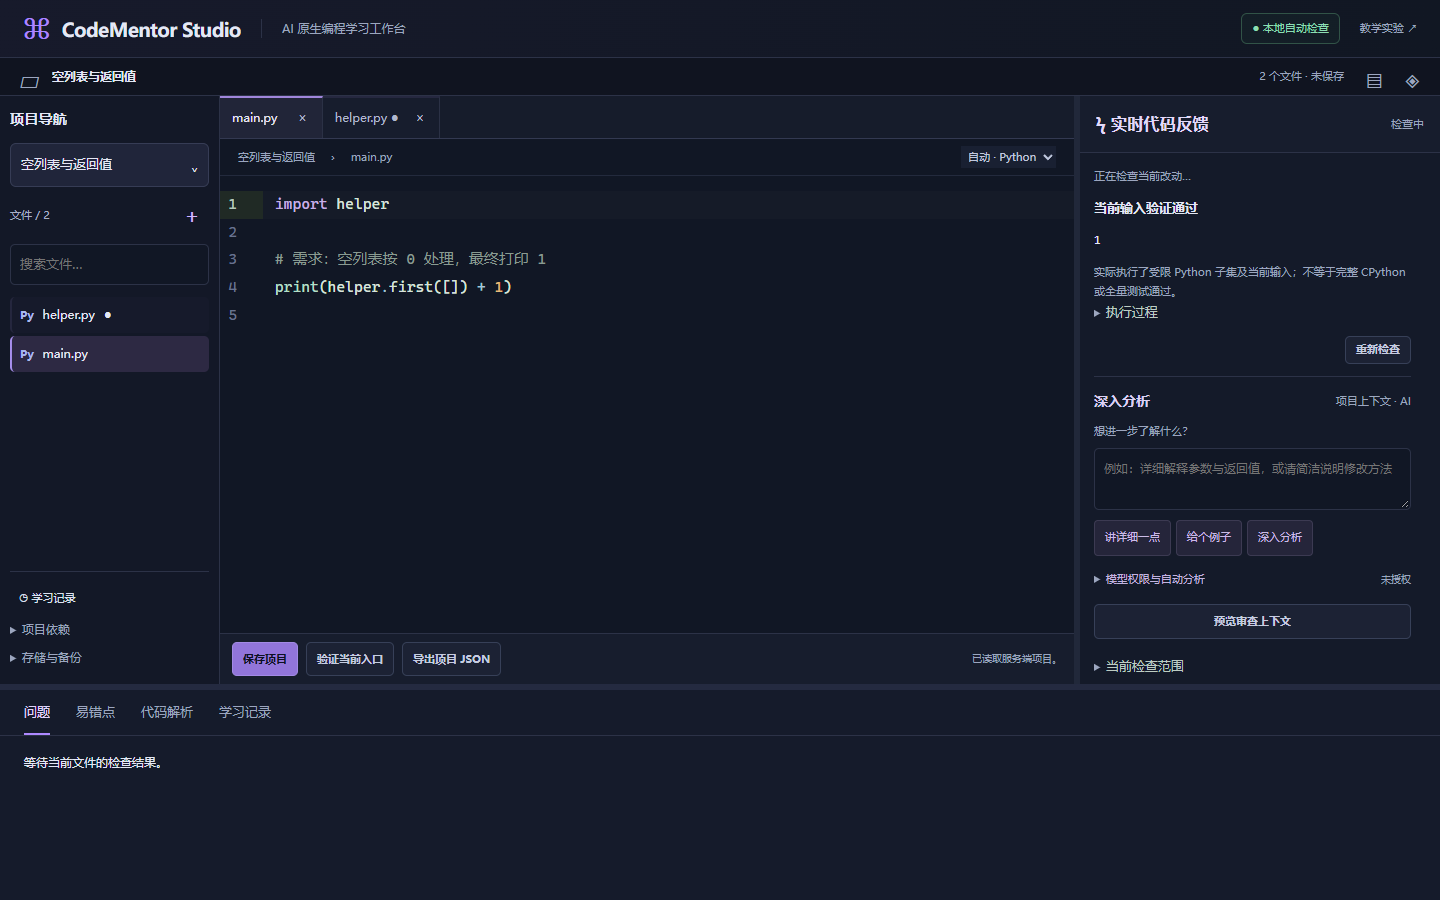 CodeMentor Studio
AI 原生编程学习工作台
本地自动检查
教学实验 ↗
空列表与返回值
2 个文件 · 未保存
项目导航
空列表与返回值
文件 / 2
+
搜索文件...
Py helper.py ●
Py main.py
学习记录
项目依赖
存储与备份
main.py ×
helper.py ● ×
空列表与返回值 › main.py
自动 · Python
1 import helper
2
3 # 需求：空列表按 0 处理，最终打印 1
4 print(helper.first([]) + 1)
5
保存项目
验证当前入口
导出项目 JSON
已读取服务端项目。
实时代码反馈
检查中
正在检查当前改动...
当前输入验证通过
1
实际执行了受限 Python 子集及当前输入；不等于完整 CPython
或全量测试通过。
执行过程
重新检查
深入分析
项目上下文 · AI
想进一步了解什么？
例如：详细解释参数与返回值，或请简洁说明修改方法
讲详细一点
给个例子
深入分析
模型权限与自动分析
未授权
预览审查上下文
当前检查范围
问题
易错点
代码解析
学习记录
等待当前文件的检查结果。